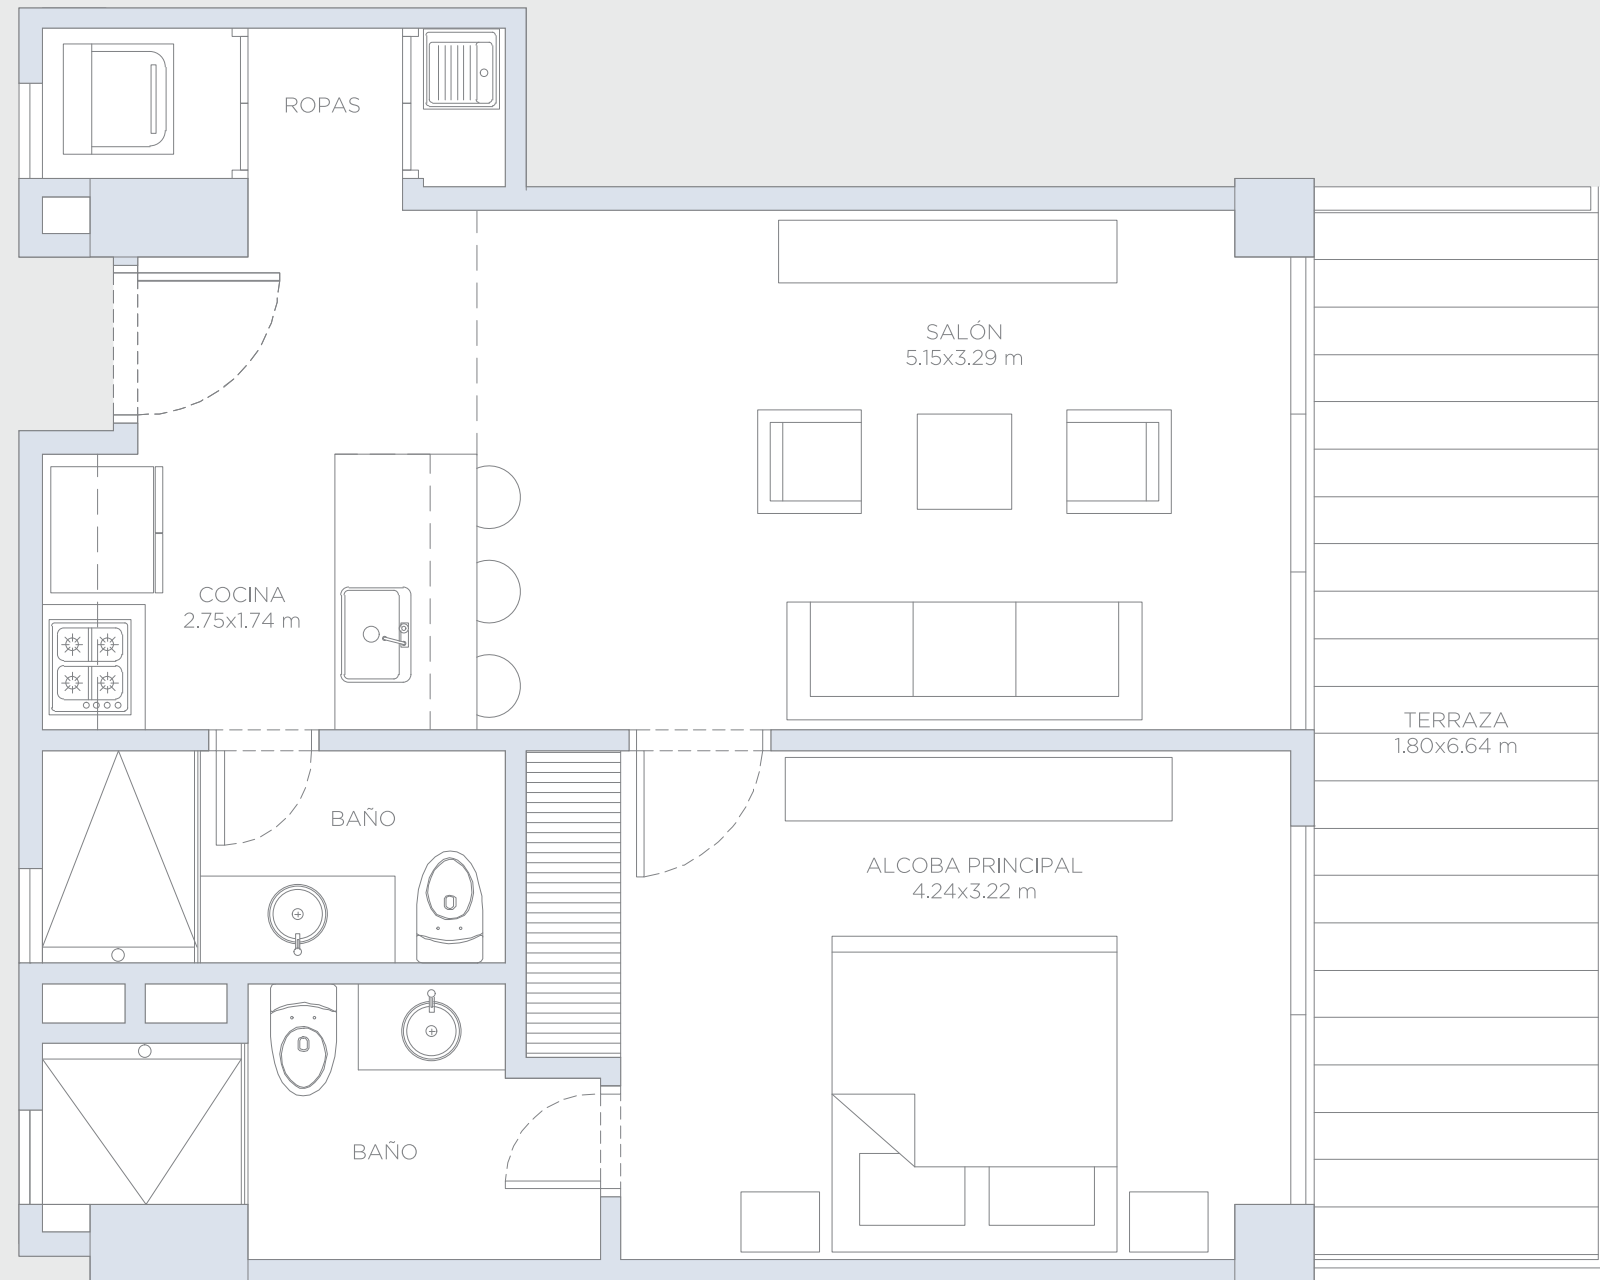 ROPAS
SALÓN
5.15x3.29 m
COCINA
2.75x1.74 m
TERRAZA
1.80x6.64 m
BAÑO
ALCOBA PRINCIPAL
4.24x3.22 m
BAÑO